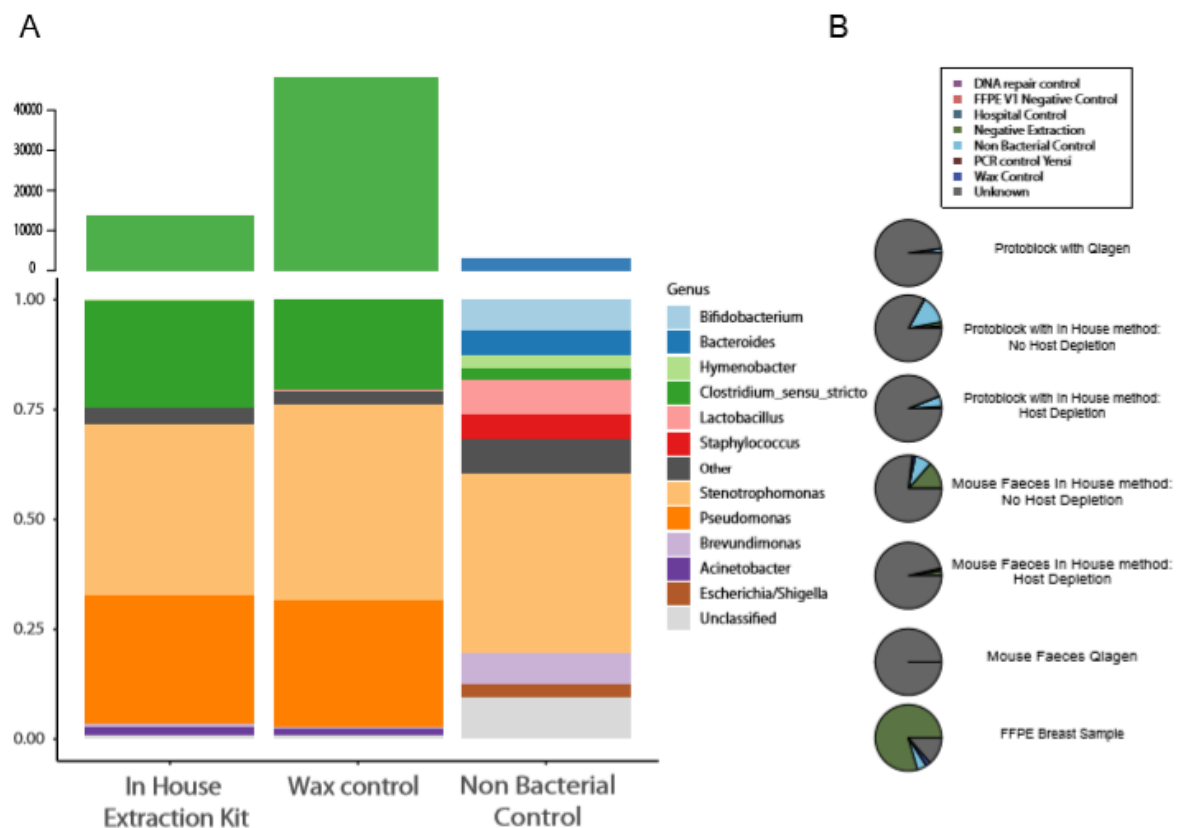 A
B
40000
30000
20000
10000
0
1.00
0.75
0.50
0.25
0.00
In House
Extraction Kit
Wax control
Non Bacterial
Control
Genus
Bifidobacterium
Bacteroides
Hymenobacter
Clostridium_sensu_stricto
Lactobacillus
Staphylococcus
Other
Stenotrophomonas
Pseudomonas
Brevundimonas
Acinetobacter
Escherichia/Shigella
Unclassified
DNA repair control
FFPE V1 Negative Control
Hospital Control
Negative Extraction
Non Bacterial Control
PCR control Yensi
Wax Control
Unknown
Protoblock with Qiagen
Protoblock with In House method:
No Host Depletion
Protoblock with In House method:
Host Depletion
Mouse Faeces In House method:
No Host Depletion
Mouse Faeces In House method:
Host Depletion
Mouse Faeces Qiagen
FFPE Breast Sample